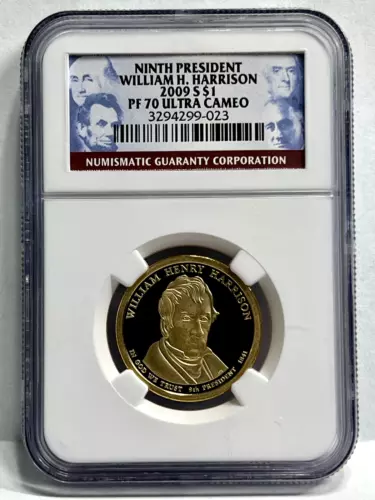 NINTH PRESIDENT
WILLIAM H. HARRISON
2009 S $1
PF 70 ULTRA CAMEO
3294299-023
NUMISMATIC GUARANTY CORPORATION
WILLIAM HENRY HARRISON
IN GOD WE TRUST 9th PRESIDENT 1841